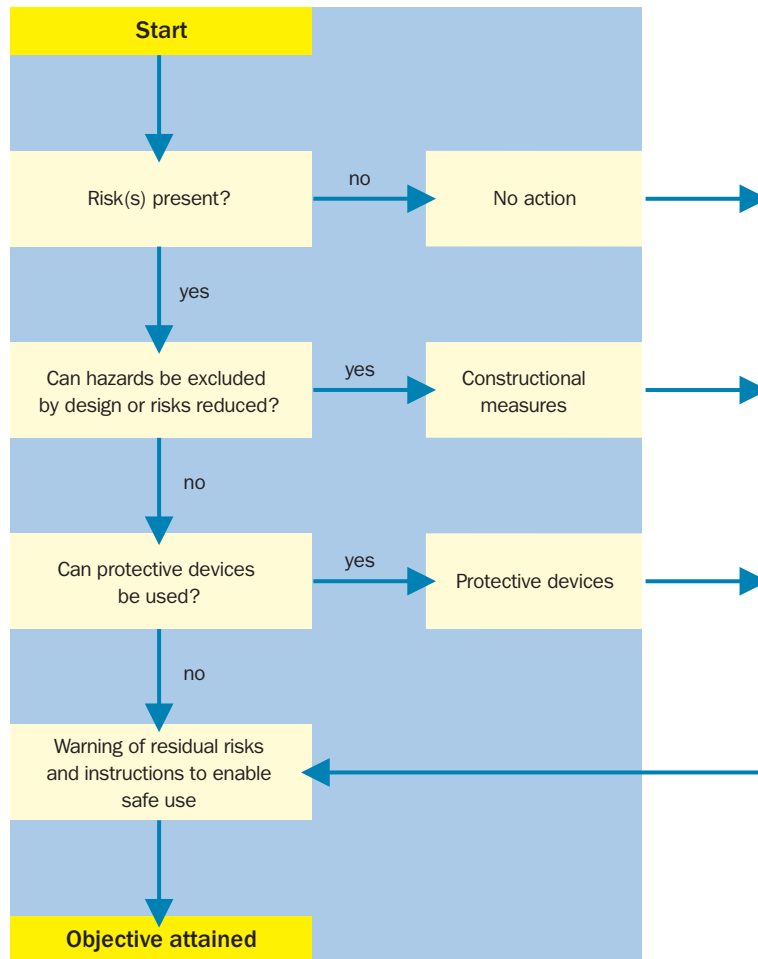 Start
Risk(s) present?
no
No action
yes
Can hazards be excluded
by design or risks reduced?
yes
Constructional
measures
no
Can protective devices
be used?
yes
Protective devices
no
Warning of residual risks
and instructions to enable
safe use
Objective attained